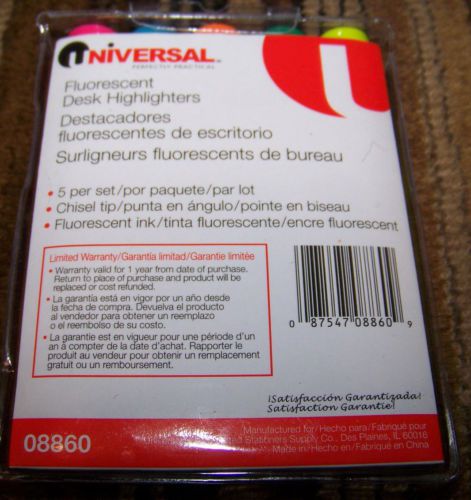 UNIVERSAL™
PERFECTLY PRACTICAL
Fluorescent
Desk Highlighters
Destacadores
fluorescentes de escritorio
Surligneurs fluorescents de bureau
• 5 per set/por paquete/par lot
• Chisel tip/punta en ángulo/pointe en biseau
• Fluorescent ink/tinta fluorescente/encre fluorescent
Limited Warranty/Garantía limitad/Garantie limitée
• Warranty valid for 1 year from date of purchase.
Return to place of purchase and product will be
replaced or cost refunded.
• La garantía está en vigor por un año desde
la fecha de compra. Devuelva el producto
al vendedor para obtener un reemplazo
o el reembolso de su costo.
• La garantie est en vigueur pour une période d'un
an à compter de la date d'achat. Rapporter le
produit au vendeur pour obtenir un remplacement
gratuit ou un remboursement.
0 87547 08860 9
¡Satisfacción Garantizada!
Satisfaction Guarantee!
08860
Manufactured for/Hecho para/Fabriqué pour
Stationers Supply Co., Des Plaines, IL 60016
Made in/Hecho en/Fabriqué en China